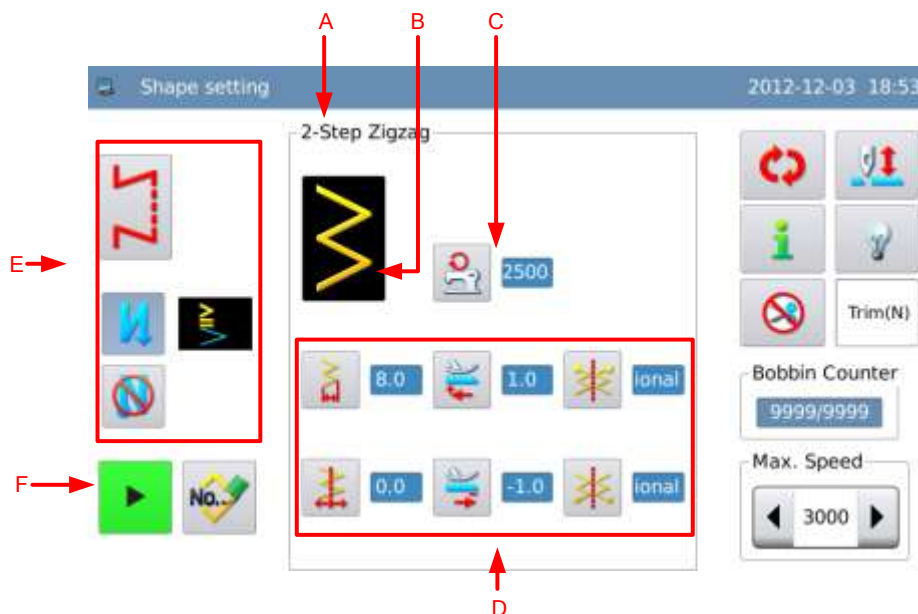 A
B
C
Shape setting
2012-12-03 18:53
2-Step Zigzag
E
2500
Trim(N)
8.0
1.0
ional
Bobbin Counter
9999/9999
Max. Speed
F
No.
0.0
-1.0
ional
3000
D